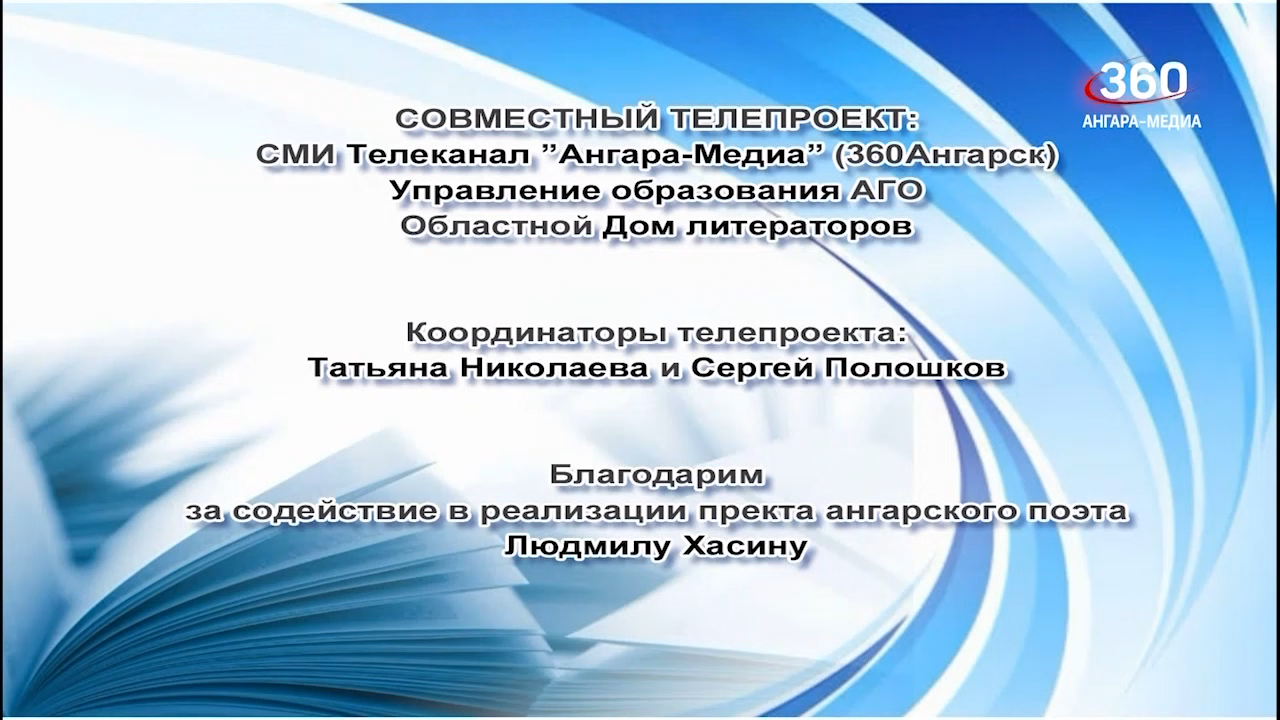 360
АНГАРА-МЕДИА
СОВМЕСТНЫЙ ТЕЛЕПРОЕКТ:
СМИ Телеканал ”Ангара-Медиа” (360Ангарск)
Управление образования АГО
Областной Дом литераторов
Координаторы телепроекта:
Татьяна Николаева и Сергей Полошков
Благодарим
за содействие в реализации пректа ангарского поэта
Людмилу Хасину